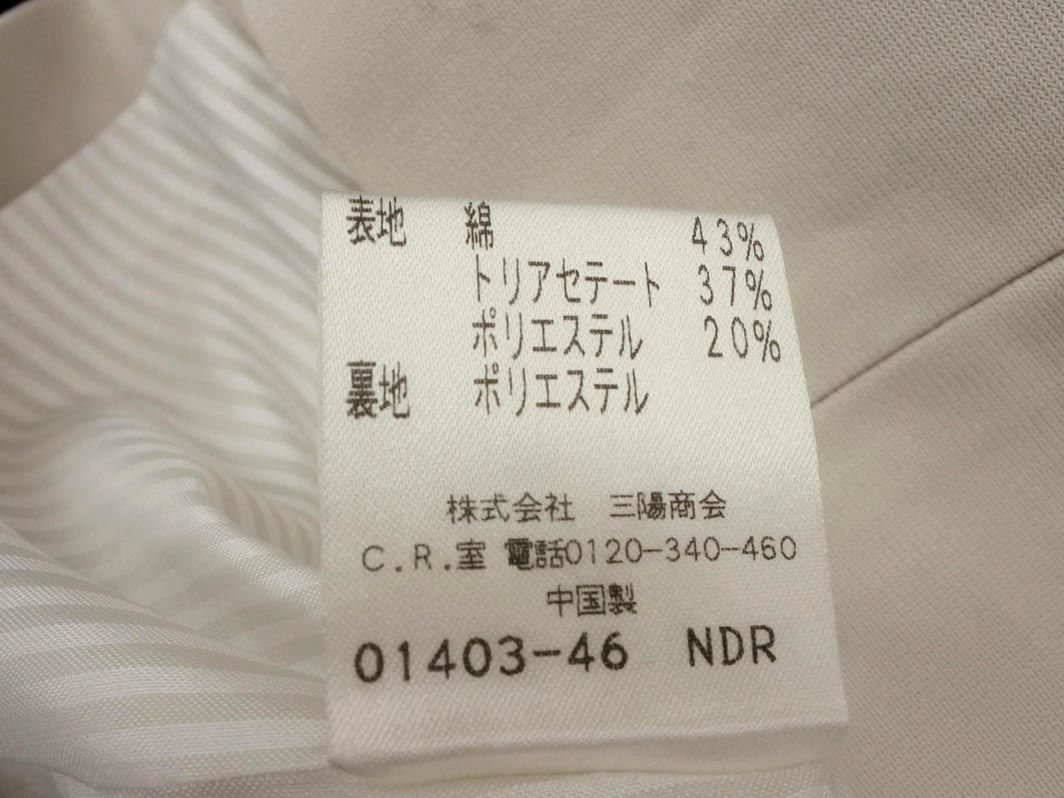 表地 綿 43%
トリアセテート 37%
ポリエステル 20%
裏地 ポリエステル
株式会社 三陽商会
C.R.室 電話0120-340-460
中国製
01403-46 NDR